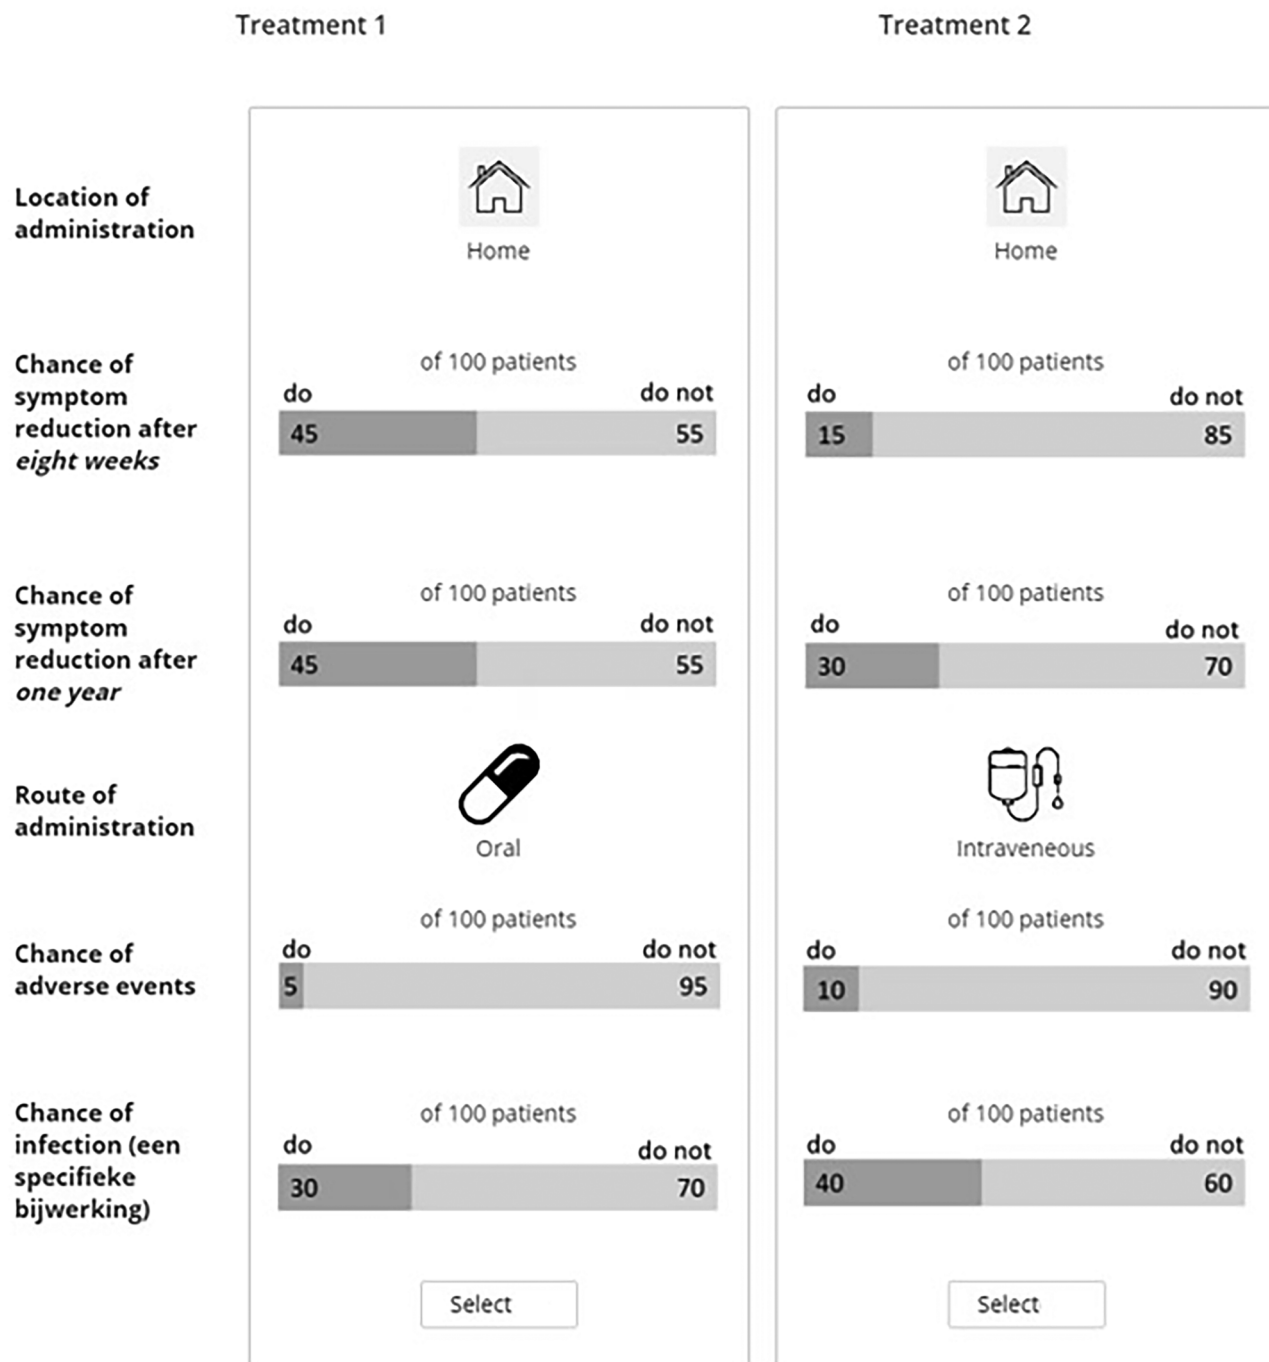 Treatment 1
Treatment 2
Location of
administration
Home
Home
Chance of
symptom
reduction after
eight weeks
of 100 patients
do
do not
45
55
of 100 patients
do
do not
15
85
Chance of
symptom
reduction after
one year
of 100 patients
do
do not
45
55
of 100 patients
do
do not
30
70
Route of
administration
Oral
Intraveneous
Chance of
adverse events
of 100 patients
do
do not
5
95
of 100 patients
do
do not
10
90
Chance of
infection (een
specifieke
bijwerking)
of 100 patients
do
do not
30
70
of 100 patients
do
do not
40
60
Select
Select